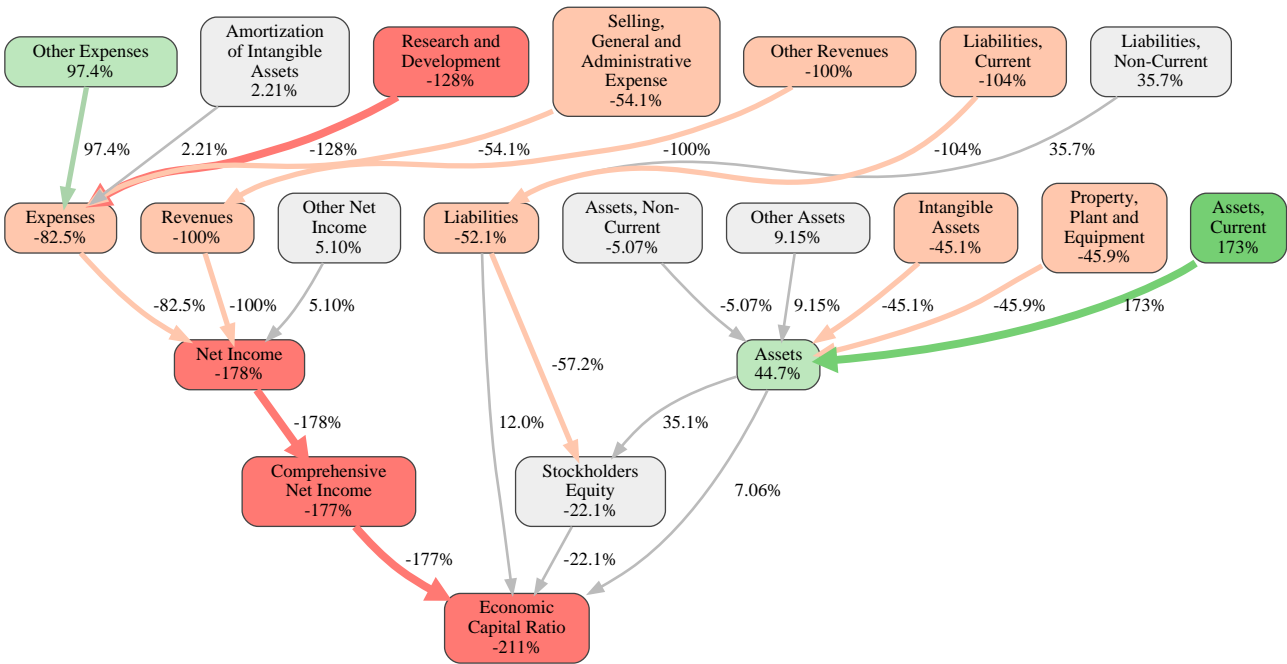 Other Expenses
97.4%
Amortization
of Intangible
Assets
2.21%
Research and
Development
-128%
Selling,
General and
Administrative
Expense
-54.1%
Other Revenues
-100%
Liabilities,
Current
-104%
Liabilities,
Non-Current
35.7%
97.4%
2.21%
-128%
-54.1%
-100%
-104%
35.7%
Expenses
-82.5%
Revenues
-100%
Other Net
Income
5.10%
Liabilities
-52.1%
Assets, Non-
Current
-5.07%
Other Assets
9.15%
Intangible
Assets
-45.1%
Property,
Plant and
Equipment
-45.9%
Assets,
Current
173%
-82.5%
-100%
5.10%
-5.07%
9.15%
-45.1%
-45.9%
173%
Net Income
-178%
-57.2%
Assets
44.7%
-178%
12.0%
35.1%
Comprehensive
Net Income
-177%
Stockholders
Equity
-22.1%
7.06%
-177%
-22.1%
Economic
Capital Ratio
-211%